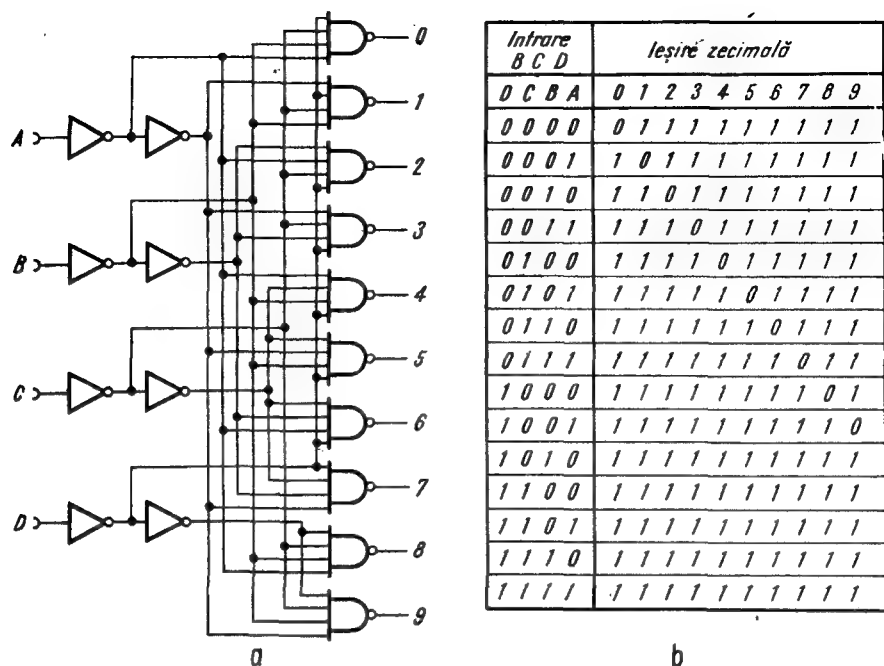 A
B
C
D
0
1
2
3
4
5
6
7
8
9
a
Intrare
B C D
Ieșire zecimală
D C B A 0 1 2 3 4 5 6 7 8 9
0 0 0 0 0 1 1 1 1 1 1 1 1 1
0 0 0 1 1 0 1 1 1 1 1 1 1 1
0 0 1 0 1 1 0 1 1 1 1 1 1 1
0 0 1 1 1 1 1 0 1 1 1 1 1 1
0 1 0 0 1 1 1 1 0 1 1 1 1 1
0 1 0 1 1 1 1 1 1 0 1 1 1 1
0 1 1 0 1 1 1 1 1 1 0 1 1 1
0 1 1 1 1 1 1 1 1 1 1 0 1 1
1 0 0 0 1 1 1 1 1 1 1 1 0 1
1 0 0 1 1 1 1 1 1 1 1 1 1 0
1 0 1 0 1 1 1 1 1 1 1 1 1 1
1 1 0 0 1 1 1 1 1 1 1 1 1 1
1 1 0 1 1 1 1 1 1 1 1 1 1 1
1 1 1 0 1 1 1 1 1 1 1 1 1 1
1 1 1 1 1 1 1 1 1 1 1 1 1 1
b